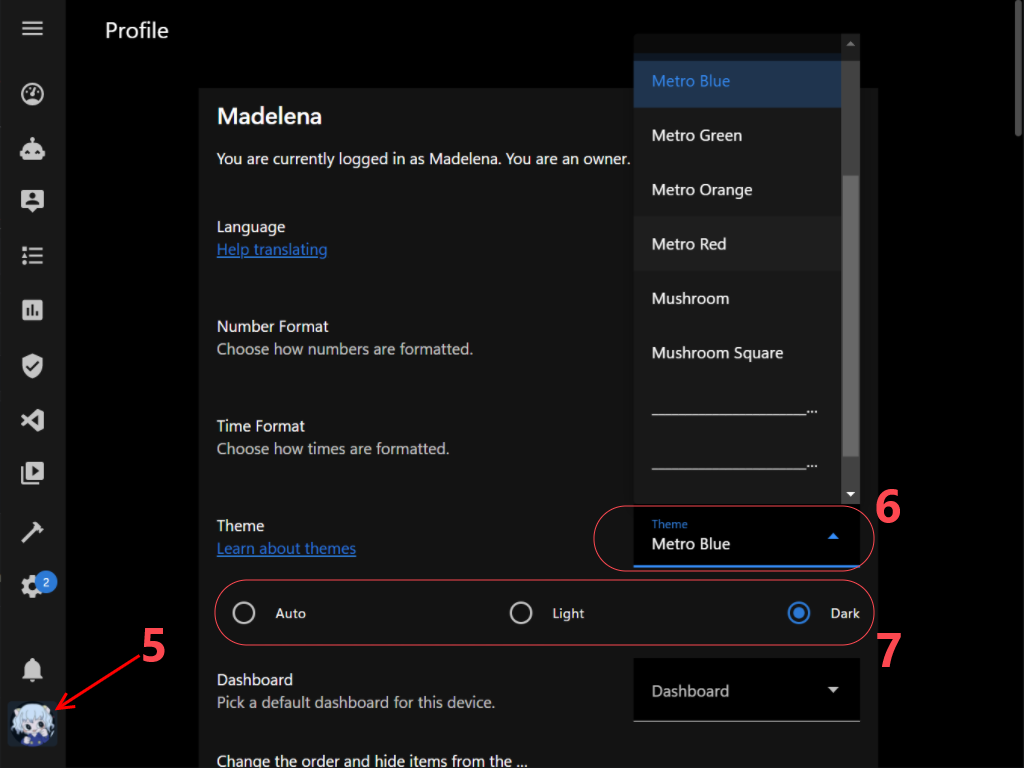 Profile
Madelena
You are currently logged in as Madelena. You are an owner.
Language
Help translating
Number Format
Choose how numbers are formatted.
Time Format
Choose how times are formatted.
Theme
Learn about themes
Metro Blue
Metro Green
Metro Orange
Metro Red
Mushroom
Mushroom Square
____________________...
____________________...
Theme
Metro Blue
6
Auto
Light
Dark
7
2
5
Dashboard
Pick a default dashboard for this device.
Dashboard
Change the order and hide items from the ...